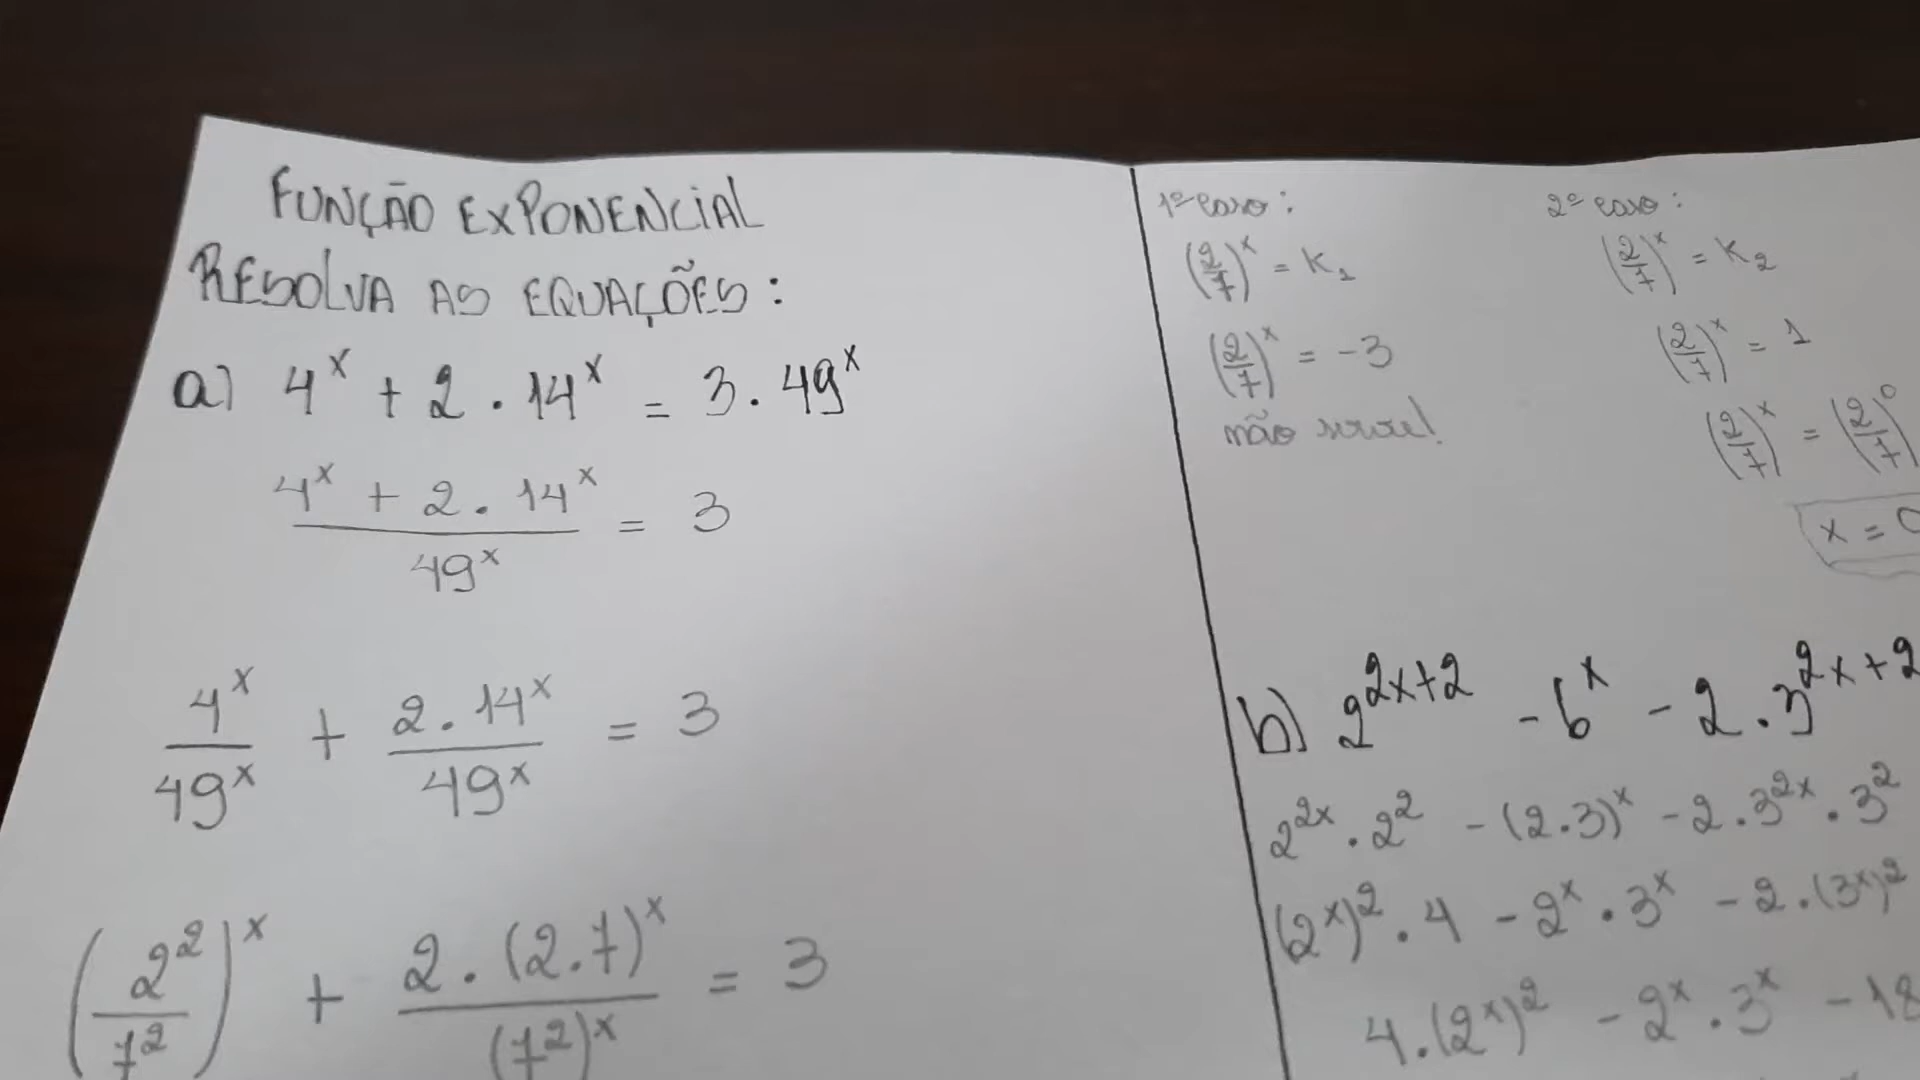 FUNÇÃO EXPONENCIAL
RESOLVA AS EQUAÇÕES:
a) 4^x + 2 . 14^x = 3 . 49^x
(4^x + 2 . 14^x) / 49^x = 3
4^x / 49^x + 2 . 14^x / 49^x = 3
(2^2 / 7^2)^x + 2 . (2.7)^x / (7^2)^x = 3
1º caso:
(2/7)^x = K_1
(2/7)^x = -3
não serve!
2º caso:
(2/7)^x = K_2
(2/7)^x = 1
(2/7)^x = (2/7)^0
x = 0
b) 2^(2x+2) - 6^x - 2 . 3^(2x+2)
2^(2x) . 2^2 - (2.3)^x - 2 . 3^(2x) . 3^2
(2^x)^2 . 4 - 2^x . 3^x - 2 . (3^x)^2
4 . (2^x)^2 - 2^x . 3^x - 18